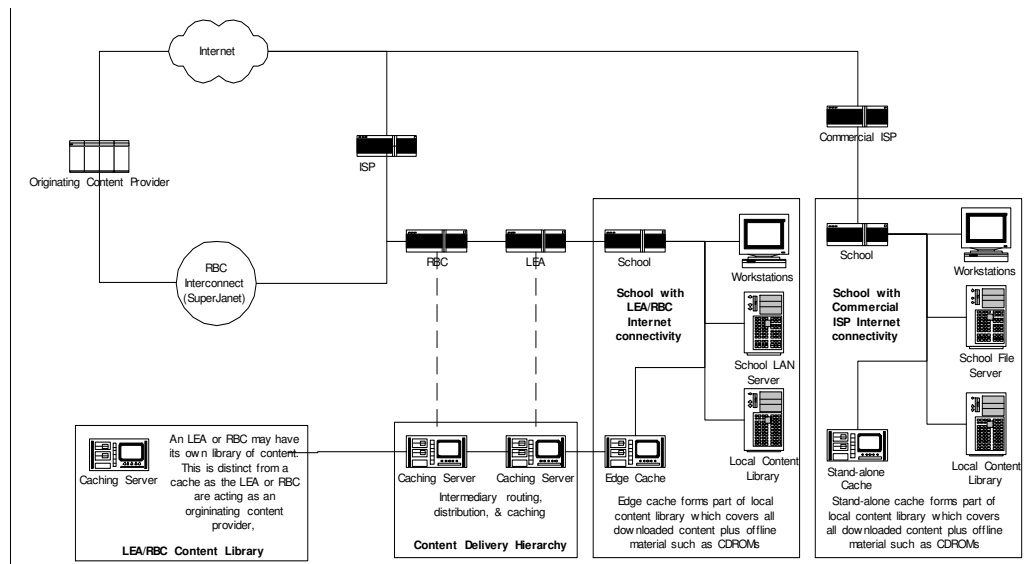 Internet
Commercial ISP
ISP
Originating Content Provider
RBC
Interconnect
(SuperJanet)
RBC
LEA
School
Workstations
School with
LEA/RBC
Internet
connectivity
School LAN
Server
Local Content
Library
Edge Cache
Edge cache forms part of local
content library which covers all
downloaded content plus offline
material such as CDROMs
School
Workstations
School with
Commercial
ISP Internet
connectivity
School File
Server
Stand-alone
Cache
Local Content
Library
Stand-alone cache forms part of
local content library which covers
all downloaded content plus offline
material such as CDROMs
Caching Server
An LEA or RBC may have
its own library of content.
This is distinct from a
cache as the LEA or RBC
are acting as an
orgininating content
provider,
LEA/RBC Content Library
Caching Server
Caching Server
Intermediary routing,
distribution, & caching
Content Delivery Hierarchy